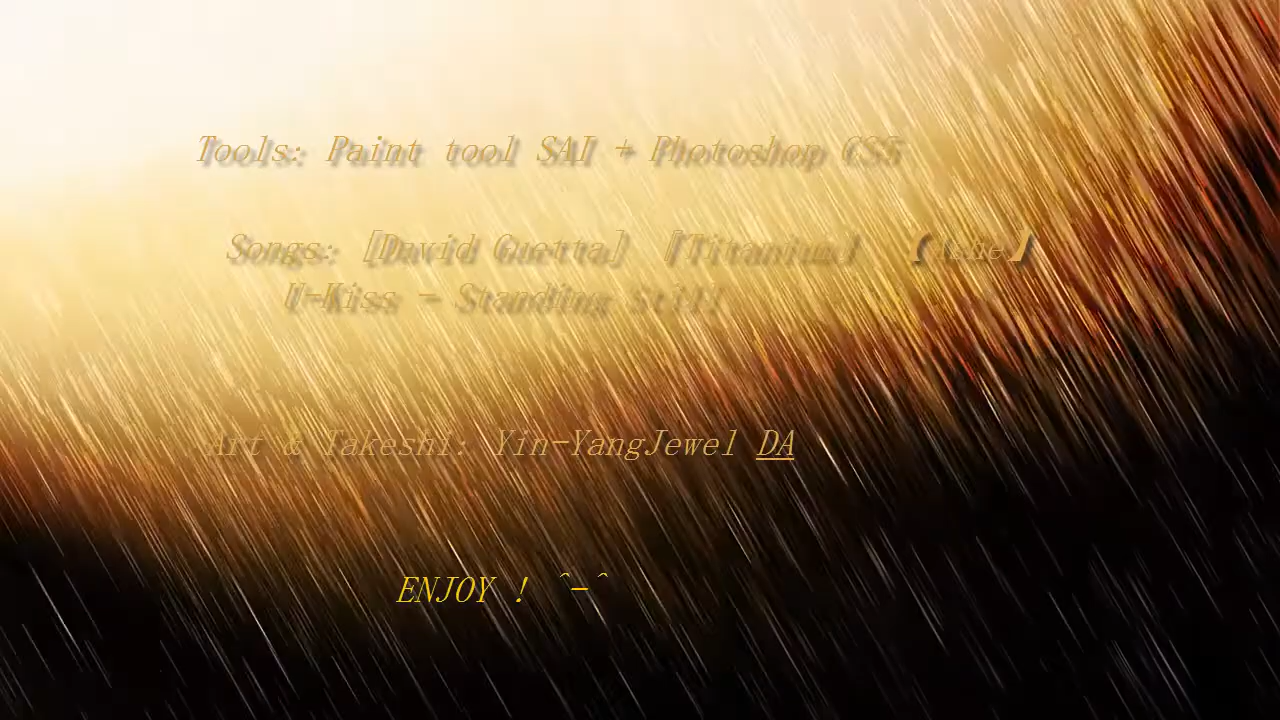 Tools: Paint tool SAI + Photoshop CS5
Songs: [David Guetta] 『Titanium』 【】
U-Kiss - Standing Still
Art & Takeshi: Yin-YangJewel DA
ENJOY ! ^-^